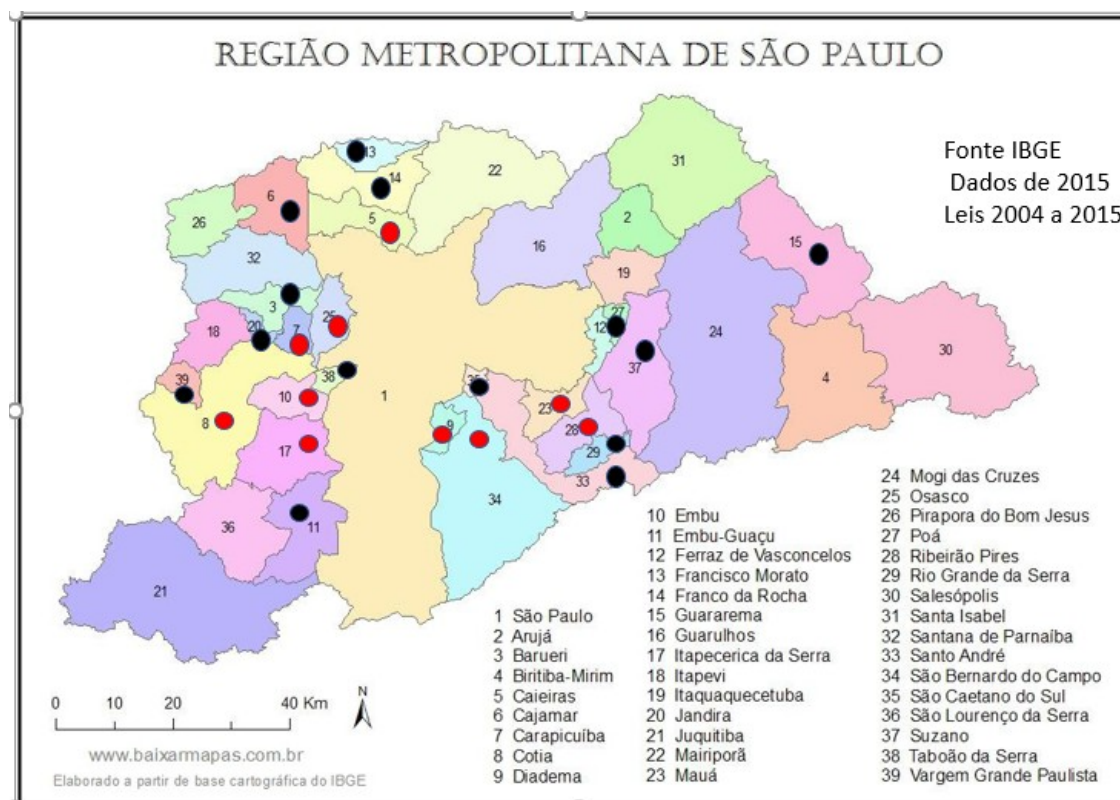 REGIÃO METROPOLITANA DE SÃO PAULO
Fonte IBGE
Dados de 2015
Leis 2004 a 2015
13
14
22
31
6
5
26
2
15
16
32
19
3
25
27
18
20
7
12
24
37
30
38
39
1
4
10
23
8
9
28
17
29
33
34
36
11
21
1 São Paulo
2 Arujá
3 Barueri
4 Biritiba-Mirim
5 Caieiras
6 Cajamar
7 Carapicuíba
8 Cotia
9 Diadema
10 Embu
11 Embu-Guaçu
12 Ferraz de Vasconcelos
13 Francisco Morato
14 Franco da Rocha
15 Guararema
16 Guarulhos
17 Itapecerica da Serra
18 Itapevi
19 Itaquaquecetuba
20 Jandira
21 Juquitiba
22 Mairiporã
23 Mauá
24 Mogi das Cruzes
25 Osasco
26 Pirapora do Bom Jesus
27 Poá
28 Ribeirão Pires
29 Rio Grande da Serra
30 Salesópolis
31 Santa Isabel
32 Santana de Parnaíba
33 Santo André
34 São Bernardo do Campo
35 São Caetano do Sul
36 São Lourenço da Serra
37 Suzano
38 Taboão da Serra
39 Vargem Grande Paulista
0 10 20 40 Km
N
www.baixarmapas.com.br
Elaborado a partir de base cartográfica do IBGE